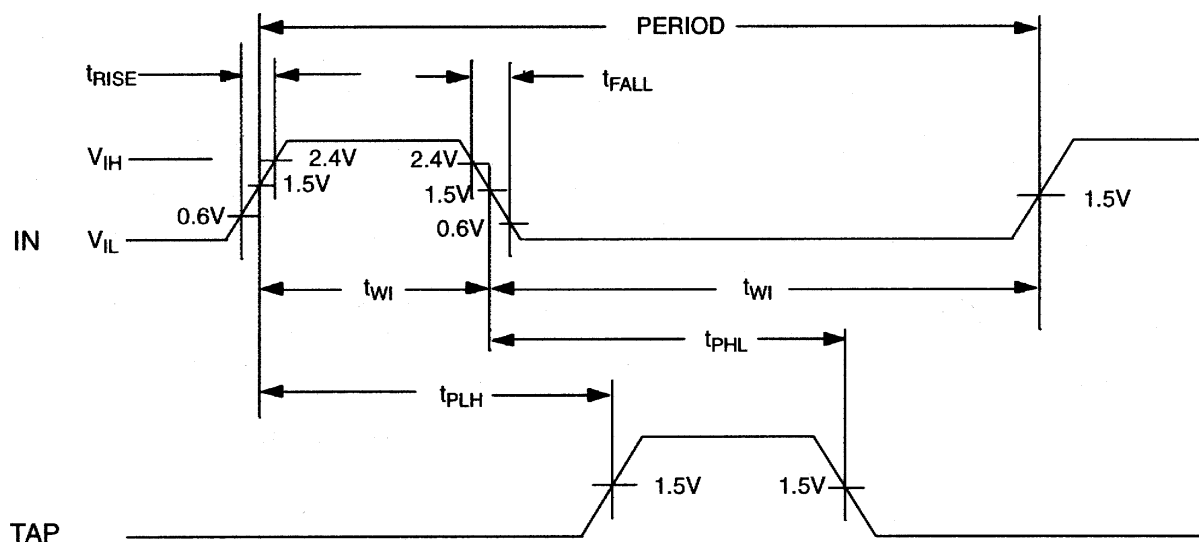 PERIOD
tRISE
tFALL
VIH
2.4V
2.4V
1.5V
1.5V
1.5V
0.6V
0.6V
IN
VIL
tWI
tWI
tPHL
tPLH
1.5V
1.5V
TAP